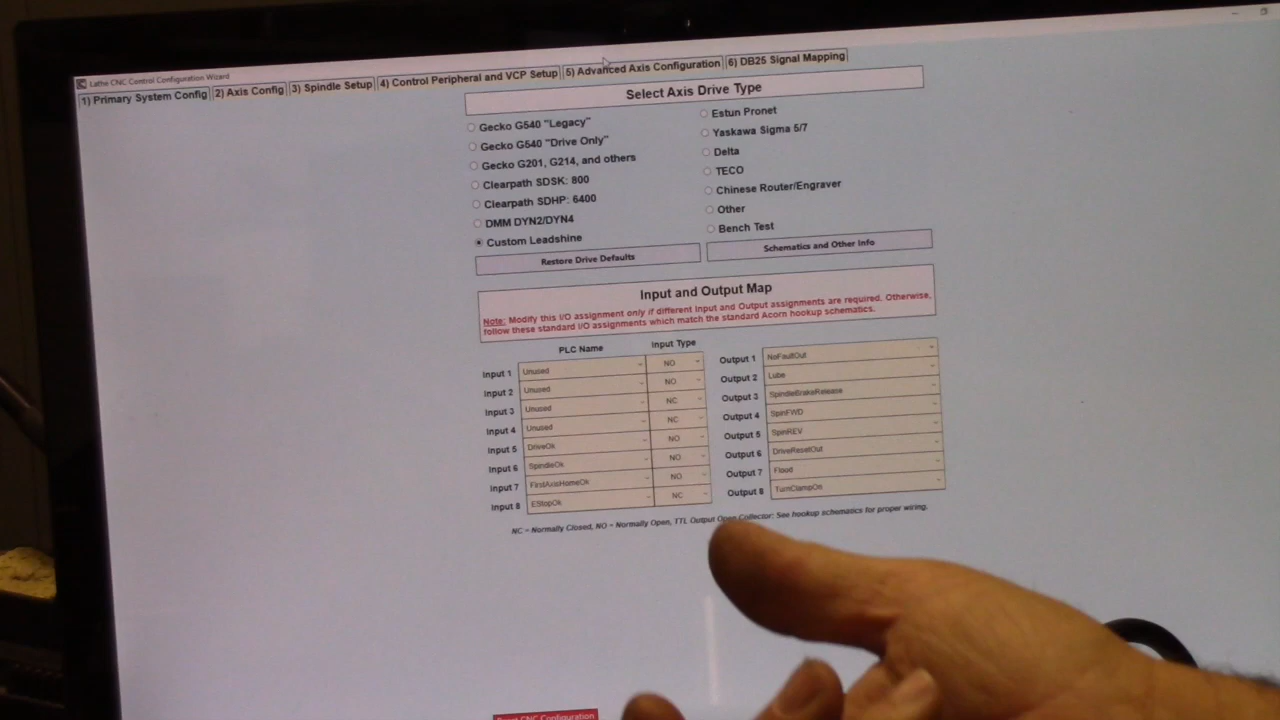 Lathe CNC Control Configuration Wizard
1) Primary System Config 2) Axis Config 3) Spindle Setup 4) Control Peripheral and VCP Setup 5) Advanced Axis Configuration 6) DB25 Signal Mapping
Select Axis Drive Type
Gecko G540 "Legacy"
Gecko G540 "Drive Only"
Gecko G201, G214, and others
Clearpath SDSK: 800
Clearpath SDHP: 6400
DMM DYN2/DYN4
Custom Leadshine
Estun Pronet
Yaskawa Sigma 5/7
Delta
TECO
Chinese Router/Engraver
Other
Bench Test
Restore Drive Defaults
Schematics and Other Info
Input and Output Map
Note: Modify this I/O assignment only if different Input and Output assignments are required. Otherwise,
follow these standard I/O assignments which match the standard Acorn hookup schematics.
PLC Name Input Type
Input 1 Unused NO
Input 2 Unused NO
Input 3 Unused NC
Input 4 Unused NC
Input 5 DriveOk NO
Input 6 SpindleOk NO
Input 7 FirstAxisHomeOk NO
Input 8 EStopOk NC
Output 1 NoFaultOut
Output 2 Lube
Output 3 SpindleBrakeRelease
Output 4 SpinFWD
Output 5 SpinREV
Output 6 DriveResetOut
Output 7 Flood
Output 8 TurnClampOn
NC = Normally Closed, NO = Normally Open, TTL Output Open Collector: See hookup schematics for proper wiring.
Reset CNC Configuration